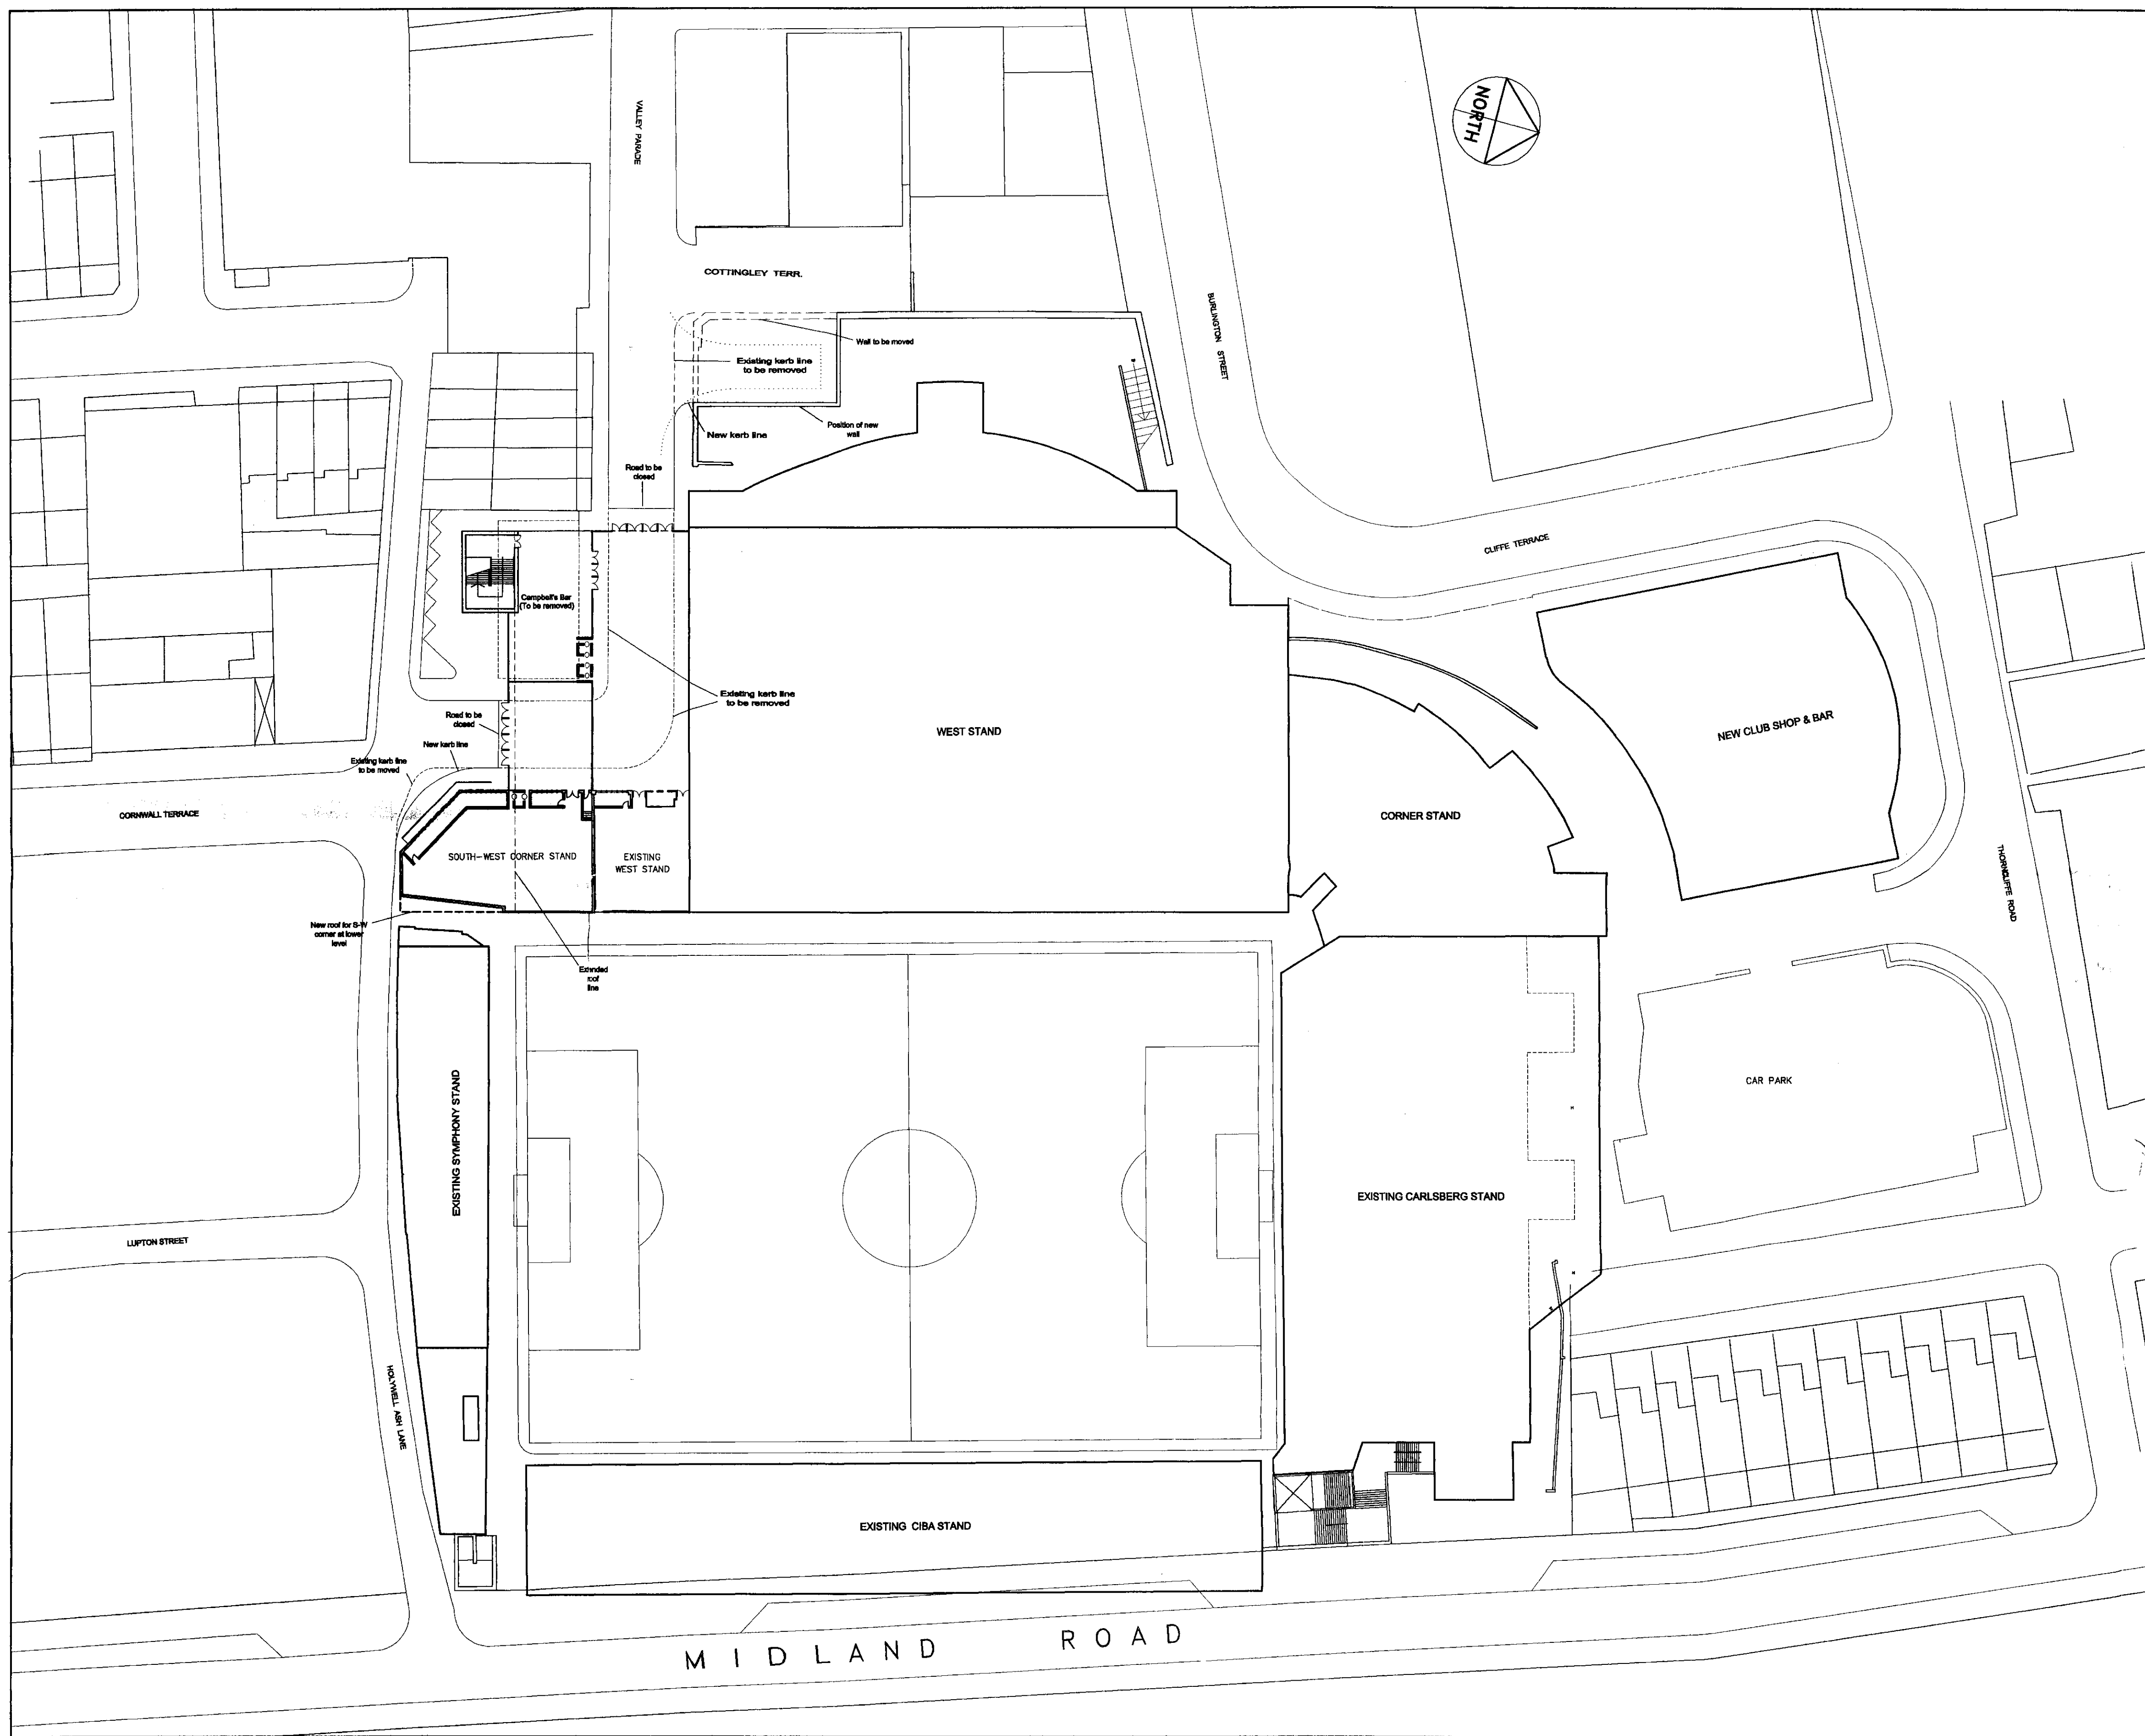 NORTH
VALLEY PARADE
COTTINGLEY TERR.
BURLINGTON STREET
Wall to be moved
Existing kerb line
to be removed
Position of new
wall
New kerb line
Road to be
closed
CLIFFE TERRACE
Campbell's Bar
(To be removed)
Existing kerb line
to be removed
Road to be
closed
New kerb line
Existing kerb line
to be moved
WEST STAND
NEW CLUB SHOP & BAR
CORNWALL TERRACE
CORNER STAND
SOUTH-WEST CORNER STAND
EXISTING
WEST STAND
THORNCLIFFE ROAD
New roof for S-W
corner at lower
level
Extended
roof
line
EXISTING SYMPHONY STAND
CAR PARK
EXISTING CARLSBERG STAND
LUPTON STREET
HOLYWELL ASH LANE
EXISTING CIBA STAND
MIDLAND ROAD